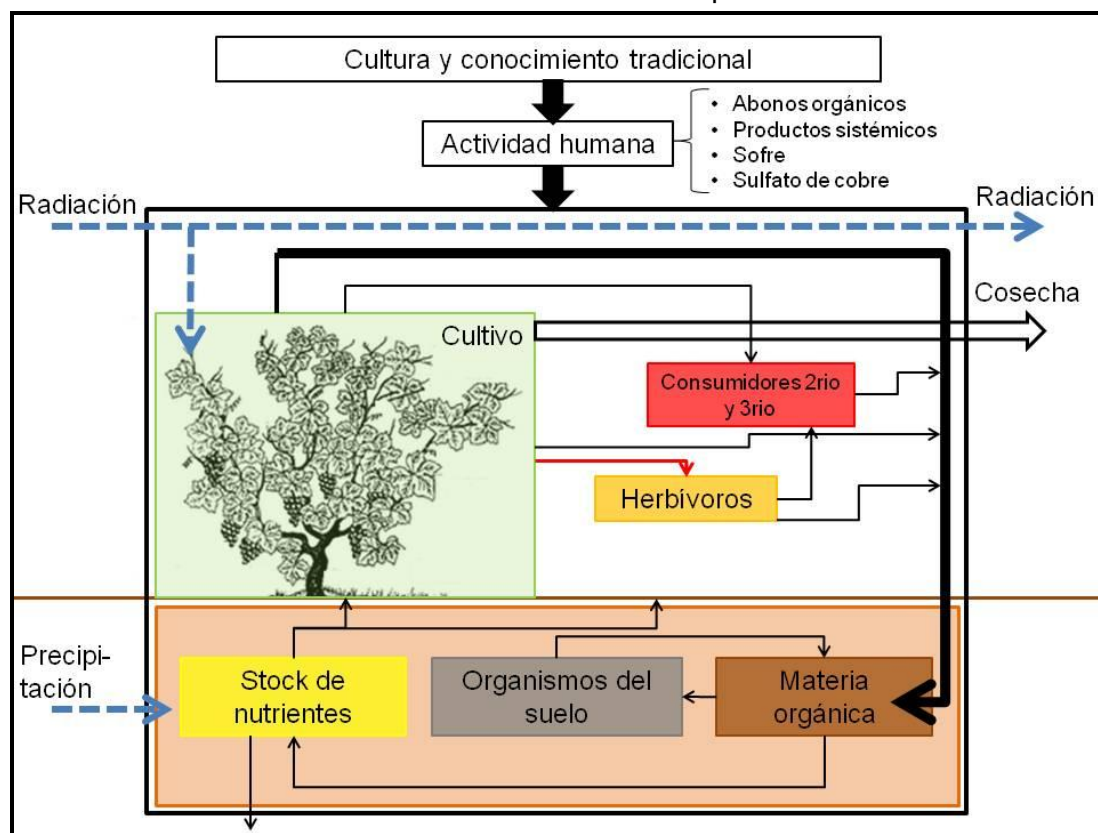 Cultura y conocimiento tradicional
Actividad humana
• Abonos orgánicos
• Productos sistémicos
• Sofre
• Sulfato de cobre
Radiación
Radiación
Cosecha
Cultivo
Consumidores 2rio
y 3rio
Herbívoros
Precipi-
tación
Stock de
nutrientes
Organismos del
suelo
Materia
orgánica